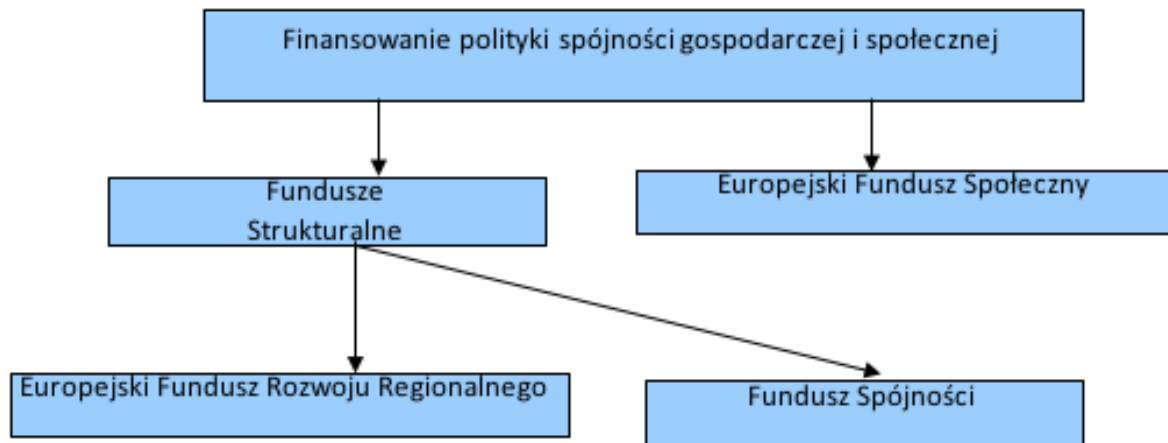 Finansowanie polityki spójności gospodarczej i społecznej
Fundusze
Strukturalne
Europejski Fundusz Społeczny
Europejski Fundusz Rozwoju Regionalnego
Fundusz Spójności